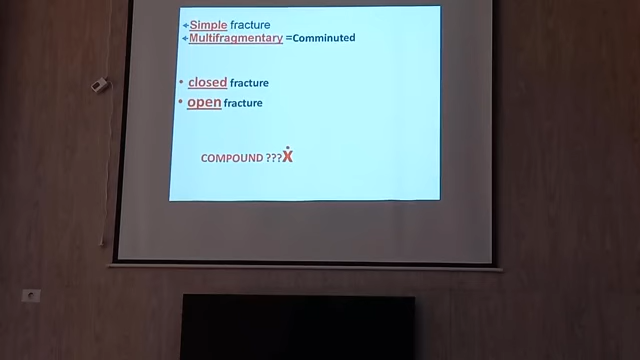 Simple fracture
Multifragmentary =Comminuted
• closed fracture
• open fracture
COMPOUND ???X